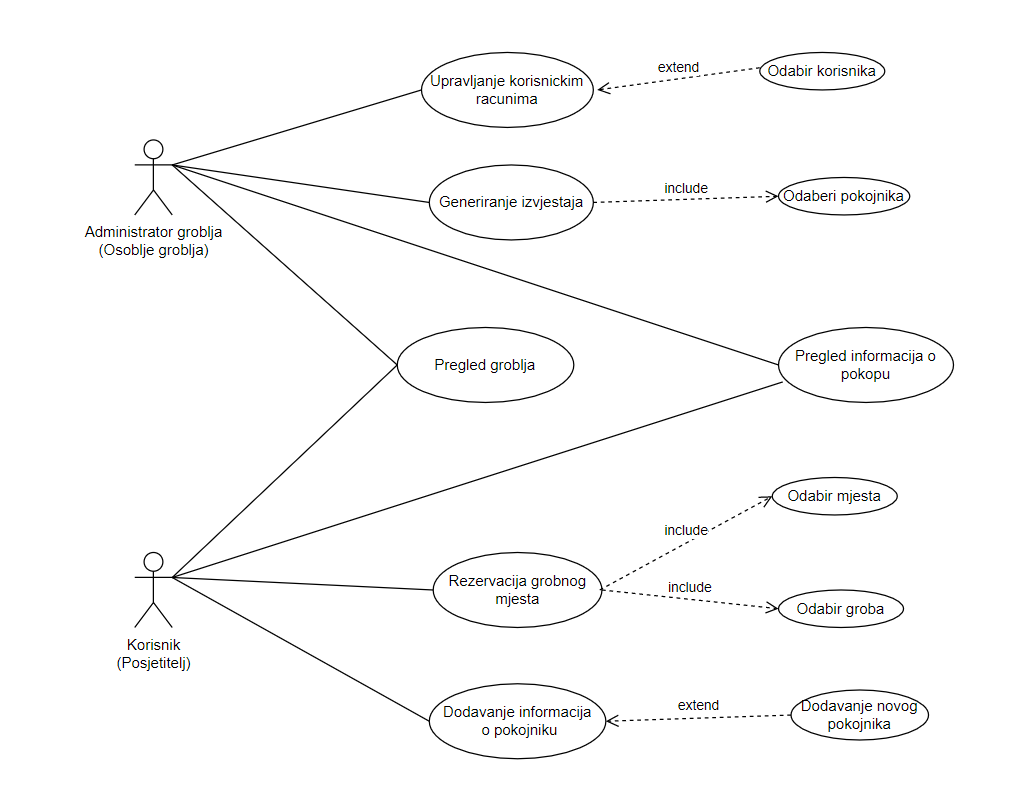 extend
Odabir korisnika
Upravljanje korisnickim
racunima
Generiranje izvjestaja
include
Odaberi pokojnika
Administrator groblja
(Osoblje groblja)
Pregled groblja
Pregled informacija o
pokopu
Odabir mjesta
include
Rezervacija grobnog
mjesta
include
Odabir groba
Korisnik
(Posjetitelj)
Dodavanje informacija
o pokojniku
extend
Dodavanje novog
pokojnika